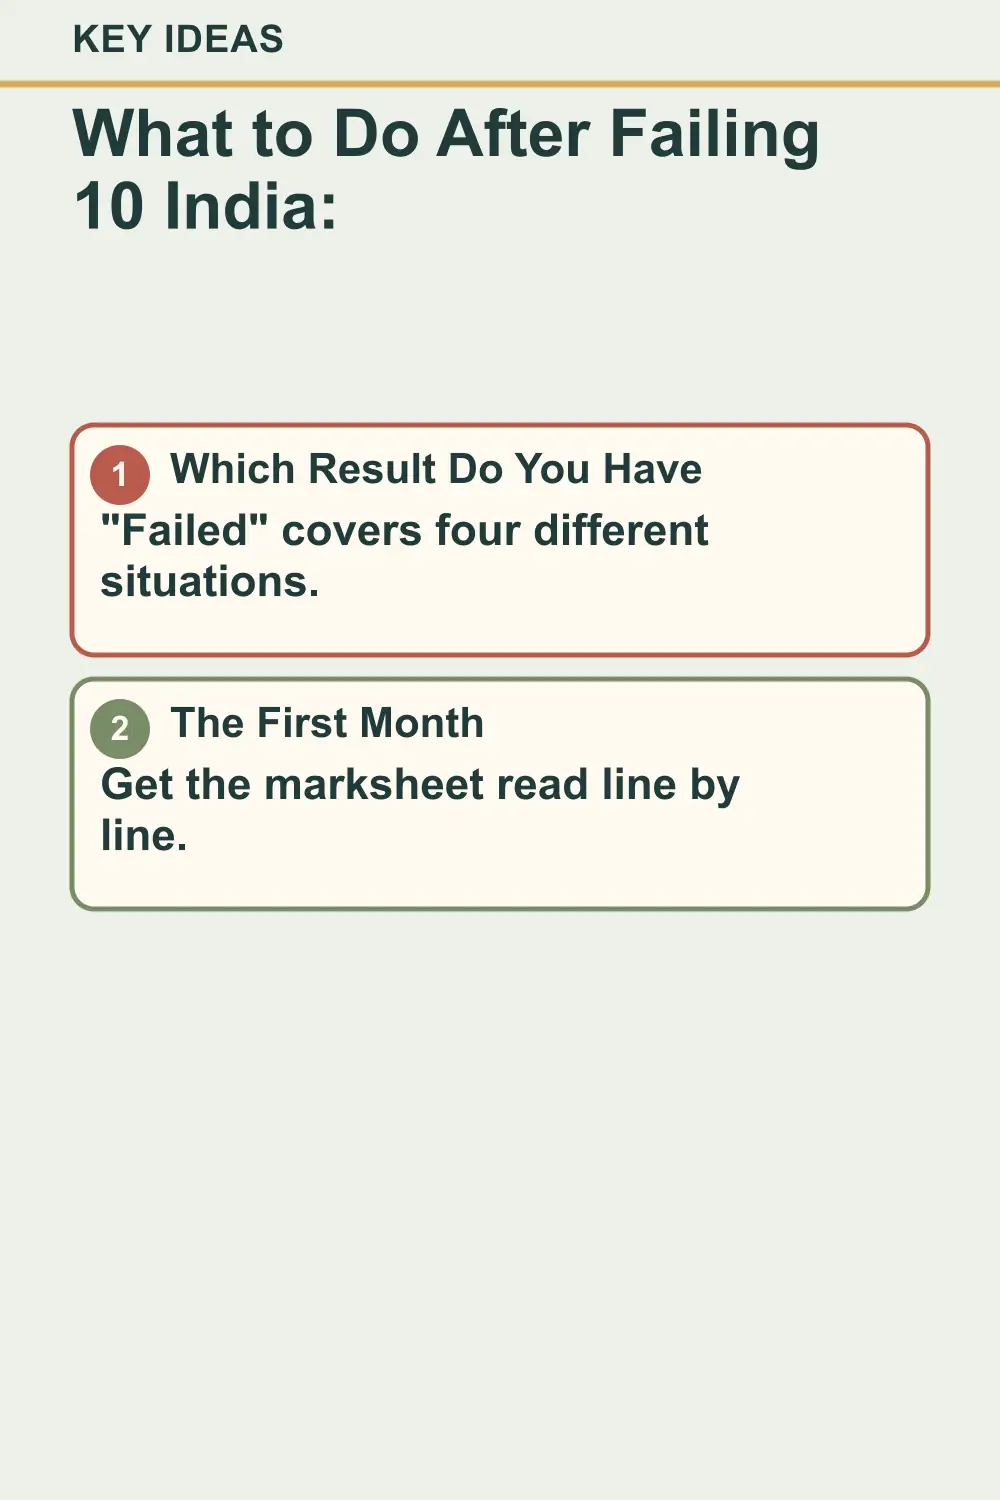 KEY IDEAS
What to Do After Failing
10 India:
1 Which Result Do You Have
"Failed" covers four different
situations.
2 The First Month
Get the marksheet read line by
line.